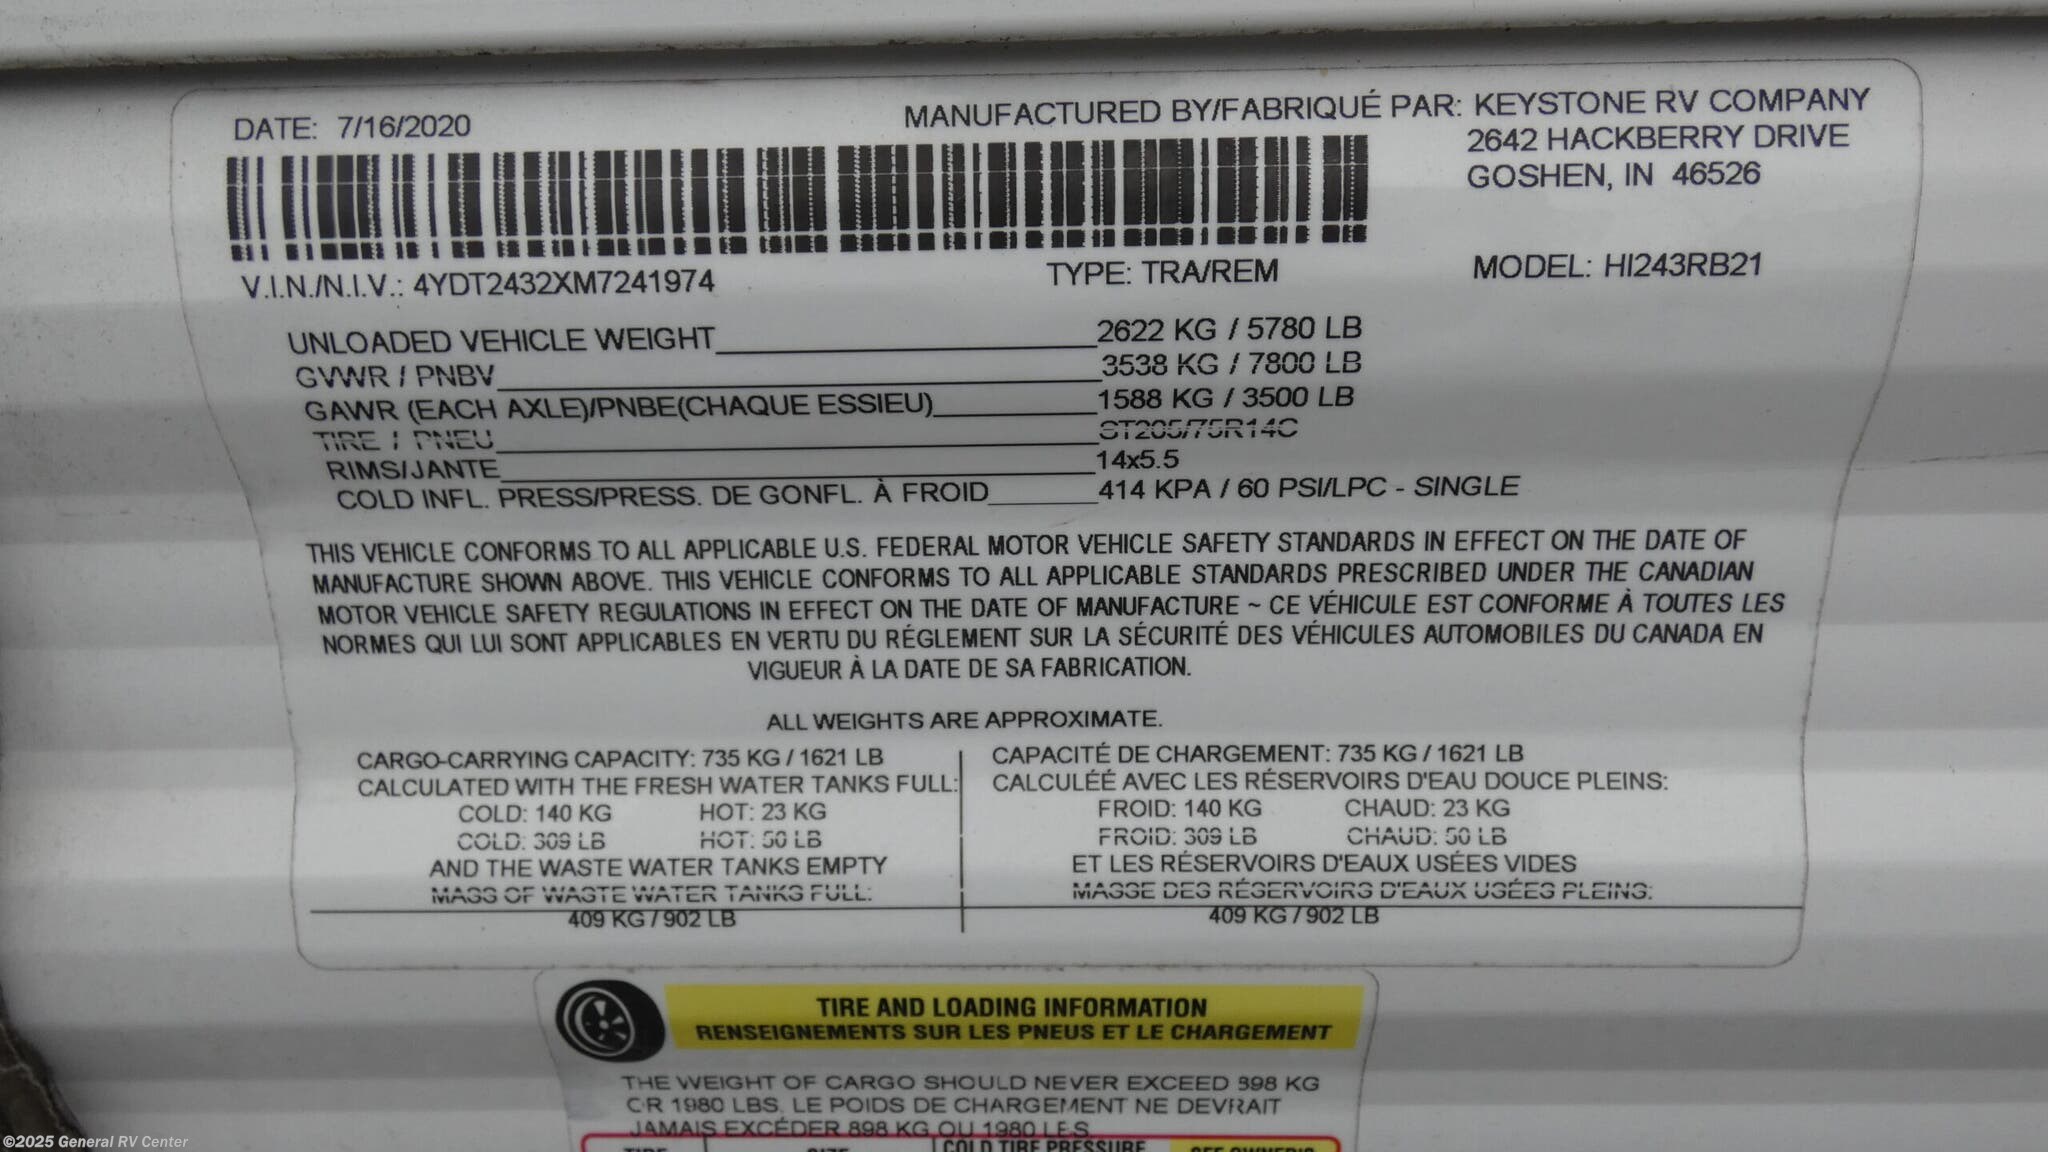 DATE: 7/16/2020
MANUFACTURED BY/FABRIQUÉ PAR: KEYSTONE RV COMPANY
2642 HACKBERRY DRIVE
GOSHEN, IN 46526
V.I.N./N.I.V.: 4YDT2432XM7241974
TYPE: TRA/REM
MODEL: HI243RB21
UNLOADED VEHICLE WEIGHT 2622 KG / 5780 LB
GVWR / PNBV 3538 KG / 7800 LB
GAWR (EACH AXLE)/PNBE(CHAQUE ESSIEU) 1588 KG / 3500 LB
TIRE / PNEU ST205/75R14C
RIMS/JANTE 14x5.5
COLD INFL. PRESS/PRESS. DE GONFL. À FROID 414 KPA / 60 PSI/LPC - SINGLE
THIS VEHICLE CONFORMS TO ALL APPLICABLE U.S. FEDERAL MOTOR VEHICLE SAFETY STANDARDS IN EFFECT ON THE DATE OF
MANUFACTURE SHOWN ABOVE. THIS VEHICLE CONFORMS TO ALL APPLICABLE STANDARDS PRESCRIBED UNDER THE CANADIAN
MOTOR VEHICLE SAFETY REGULATIONS IN EFFECT ON THE DATE OF MANUFACTURE ~ CE VÉHICULE EST CONFORME À TOUTES LES
NORMES QUI LUI SONT APPLICABLES EN VERTU DU RÉGLEMENT SUR LA SÉCURITÉ DES VÉHICULES AUTOMOBILES DU CANADA EN
VIGUEUR À LA DATE DE SA FABRICATION.
ALL WEIGHTS ARE APPROXIMATE.
CARGO-CARRYING CAPACITY: 735 KG / 1621 LB
CALCULATED WITH THE FRESH WATER TANKS FULL:
COLD: 140 KG HOT: 23 KG
COLD: 309 LB HOT: 50 LB
AND THE WASTE WATER TANKS EMPTY
MASS OF WASTE WATER TANKS FULL:
409 KG / 902 LB
CAPACITÉ DE CHARGEMENT: 735 KG / 1621 LB
CALCULÉÉ AVEC LES RÉSERVOIRS D'EAU DOUCE PLEINS:
FROID: 140 KG CHAUD: 23 KG
FROID: 309 LB CHAUD: 50 LB
ET LES RÉSERVOIRS D'EAUX USÉES VIDES
MASSE DES RÉSERVOIRS D'EAUX USÉES PLEINS:
409 KG / 902 LB
TIRE AND LOADING INFORMATION
RENSEIGNEMENTS SUR LES PNEUS ET LE CHARGEMENT
THE WEIGHT OF CARGO SHOULD NEVER EXCEED 898 KG
OR 1980 LBS. LE POIDS DE CHARGEMENT NE DEVRAIT
JAMAIS EXCÉDER 898 KG OU 1980 LES
TIRE SIZE COLD TIRE PRESSURE SEE OWNER'S
©2025 General RV Center